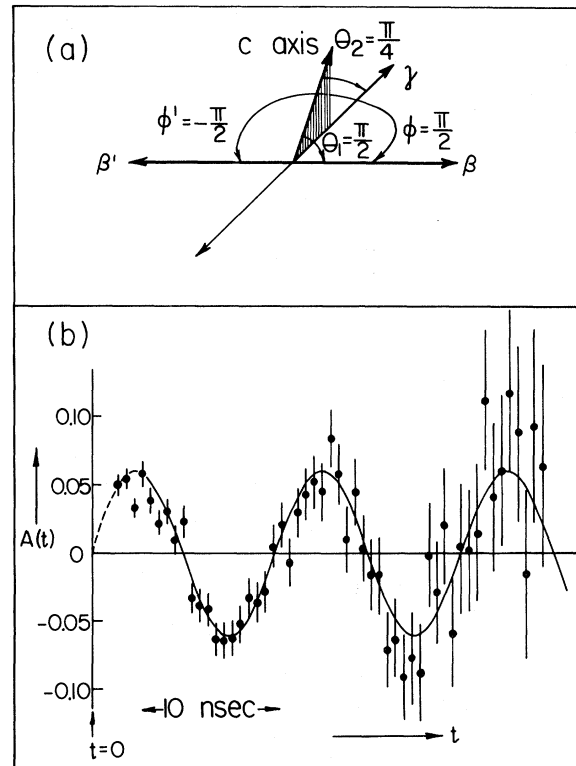 (a)
c axis
θ₂=π/4
γ
φ'=-π/2
θ₁=π/2
φ=π/2
β'
β
(b)
0.10
0.05
A(t)
0
-0.05
-0.10
10 nsec
t
t=0